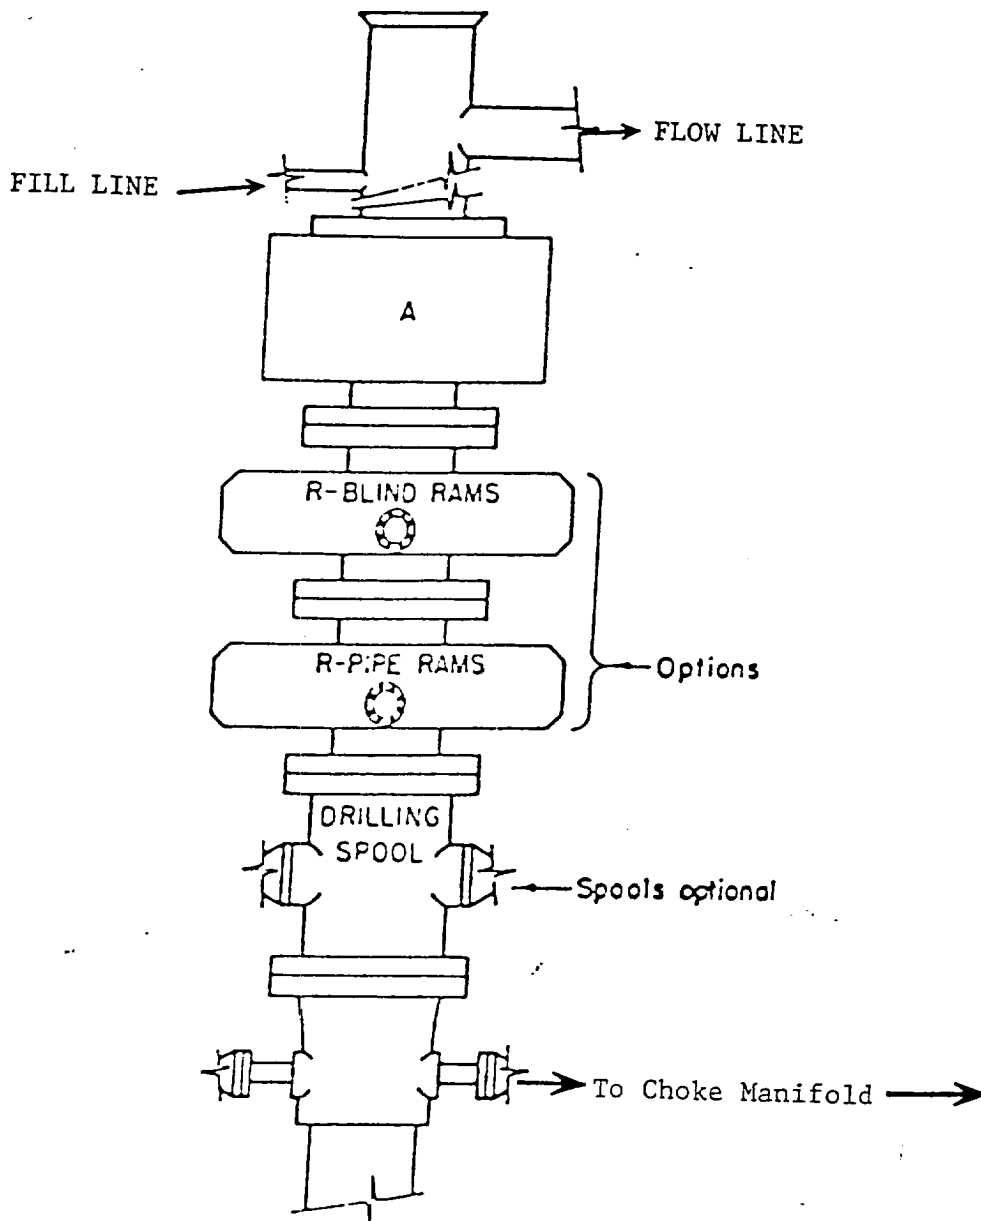 FLOW LINE
FILL LINE
A
R-BLIND RAMS
R-PIPE RAMS
Options
DRILLING
SPOOL
Spools optional
To Choke Manifold